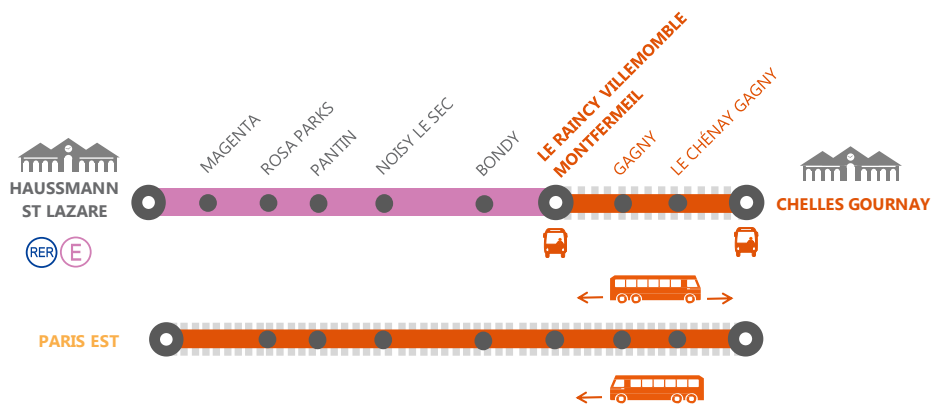 HAUSSMANN
ST LAZARE
RER E
MAGENTA
ROSA PARKS
PANTIN
NOISY LE SEC
BONDY
LE RAINCY VILLEMOMBLE
MONTFERMEIL
GAGNY
LE CHÉNAY GAGNY
CHELLES GOURNAY
PARIS EST